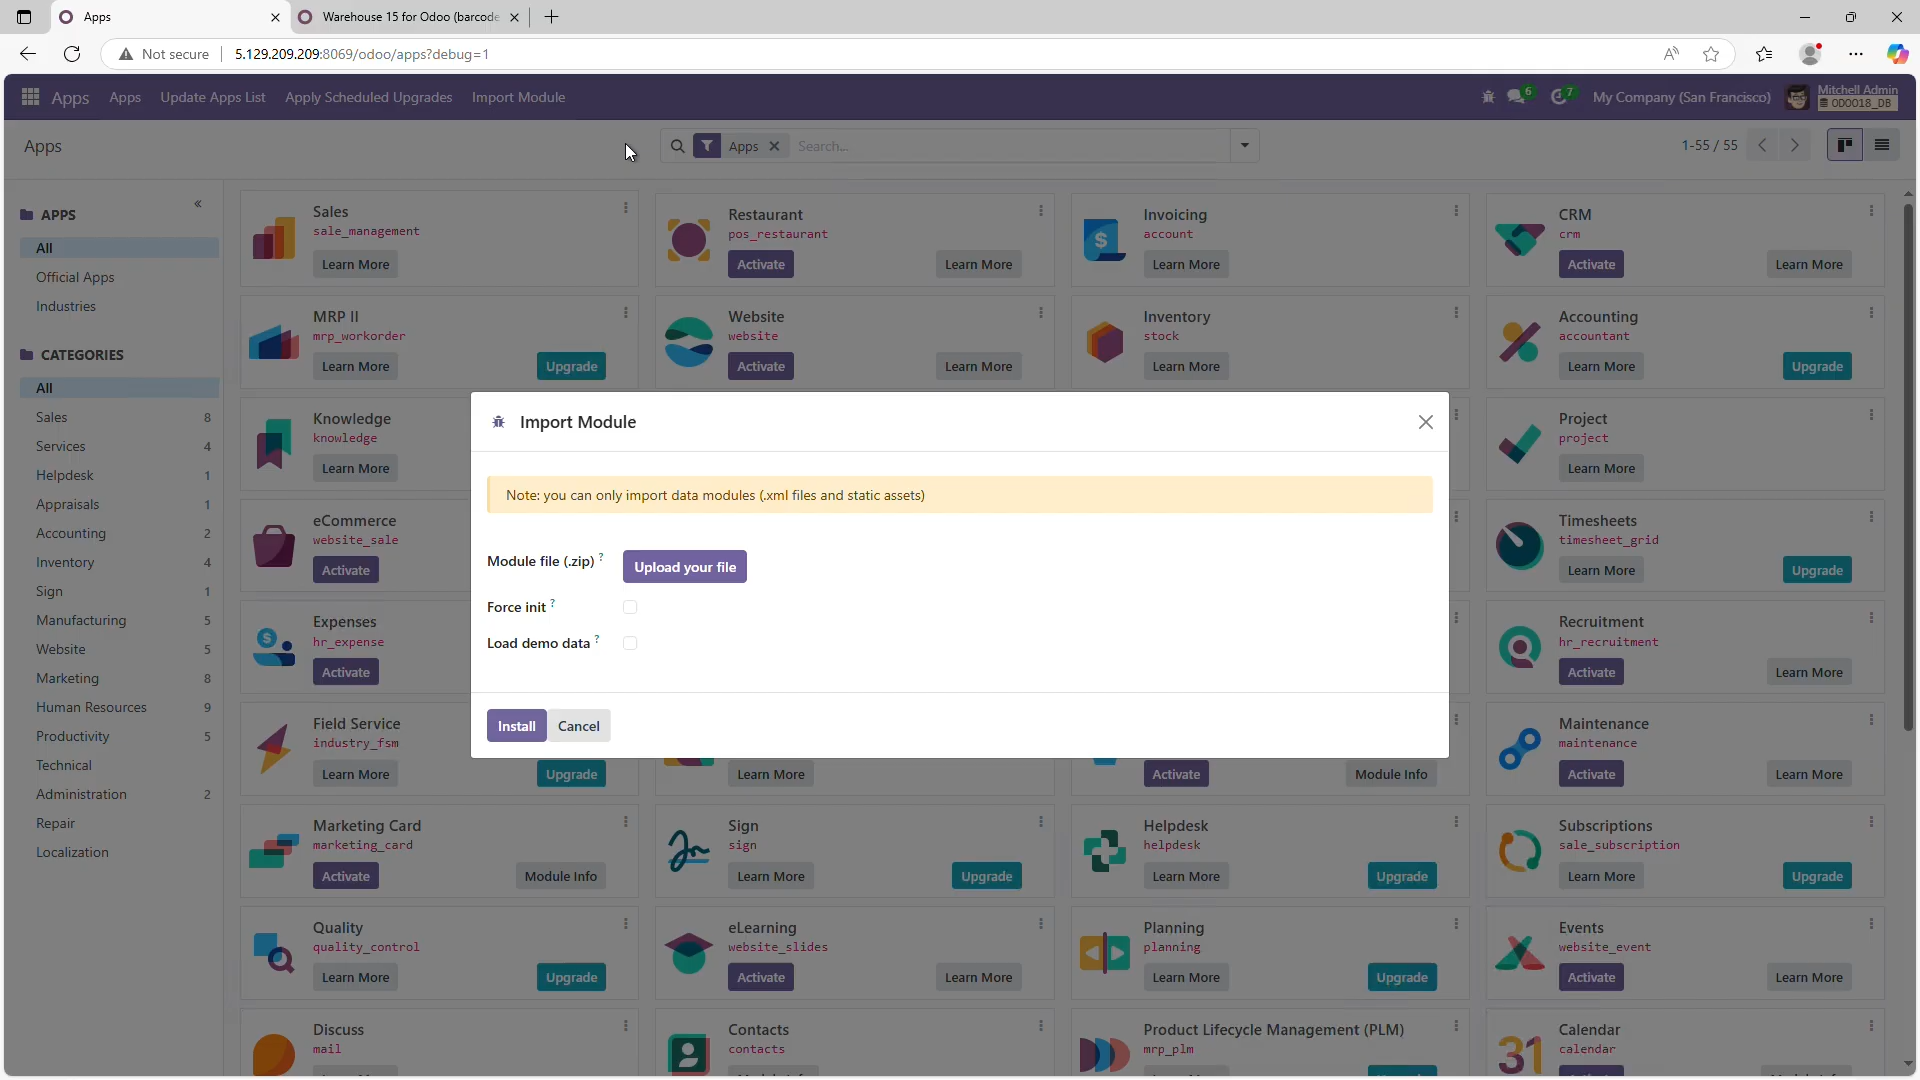 Apps
Warehouse 15 for Odoo (barcode
Not secure
5.129.209.209:8069/odoo/apps?debug=1
Apps
Apps
Update Apps List
Apply Scheduled Upgrades
Import Module
6
7
My Company (San Francisco)
Mitchell Admin
OD0018_DB
Apps
Apps
Search...
1-55 / 55
APPS
All
Official Apps
Industries
CATEGORIES
All
Sales 8
Services 4
Helpdesk 1
Appraisals 1
Accounting 2
Inventory 4
Sign 1
Manufacturing 5
Website 5
Marketing 8
Human Resources 9
Productivity 5
Technical
Administration 2
Repair
Localization
Sales
sale_management
Learn More
Restaurant
pos_restaurant
Activate
Learn More
Invoicing
account
Learn More
CRM
crm
Activate
Learn More
MRP II
mrp_workorder
Learn More
Upgrade
Website
website
Activate
Learn More
Inventory
stock
Learn More
Accounting
accountant
Learn More
Upgrade
Knowledge
knowledge
Learn More
Project
project
Learn More
eCommerce
website_sale
Activate
Timesheets
timesheet_grid
Learn More
Upgrade
Expenses
hr_expense
Activate
Recruitment
hr_recruitment
Activate
Learn More
Field Service
industry_fsm
Learn More
Upgrade
Learn More
Activate
Module Info
Maintenance
maintenance
Activate
Learn More
Import Module
Note: you can only import data modules (.xml files and static assets)
Module file (.zip) ?
Upload your file
Force init ?
Load demo data ?
Install
Cancel
Marketing Card
marketing_card
Activate
Module Info
Sign
sign
Learn More
Upgrade
Helpdesk
helpdesk
Learn More
Upgrade
Subscriptions
sale_subscription
Learn More
Upgrade
Quality
quality_control
Learn More
Upgrade
eLearning
website_slides
Activate
Learn More
Planning
planning
Learn More
Upgrade
Events
website_event
Activate
Learn More
Discuss
mail
Contacts
contacts
Product Lifecycle Management (PLM)
mrp_plm
31
Calendar
calendar